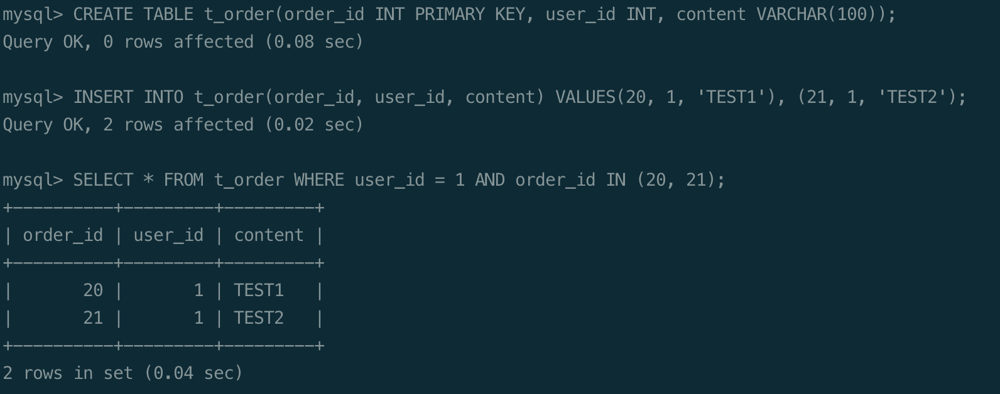 mysql> CREATE TABLE t_order(order_id INT PRIMARY KEY, user_id INT, content VARCHAR(100));
Query OK, 0 rows affected (0.08 sec)

mysql> INSERT INTO t_order(order_id, user_id, content) VALUES(20, 1, 'TEST1'), (21, 1, 'TEST2');
Query OK, 2 rows affected (0.02 sec)

mysql> SELECT * FROM t_order WHERE user_id = 1 AND order_id IN (20, 21);
+----------+---------+---------+
| order_id | user_id | content |
+----------+---------+---------+
|       20 |       1 | TEST1   |
|       21 |       1 | TEST2   |
+----------+---------+---------+
2 rows in set (0.04 sec)